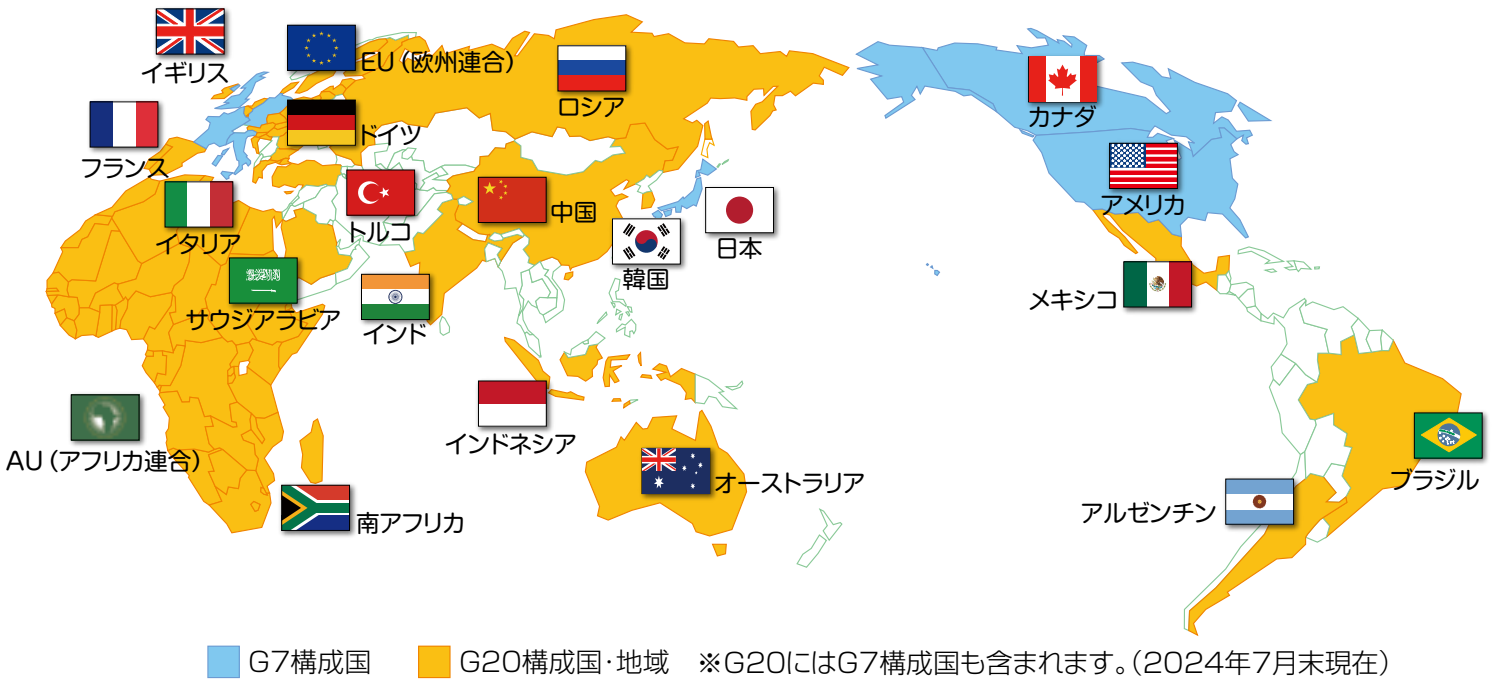 イギリス
EU（欧州連合）
ロシア
カナダ
フランス
ドイツ
アメリカ
イタリア
トルコ
中国
韓国
日本
サウジアラビア
インド
メキシコ
AU（アフリカ連合）
インドネシア
南アフリカ
オーストラリア
アルゼンチン
ブラジル
G7構成国 G20構成国・地域 ※G20にはG7構成国も含まれます。（2024年7月末現在）